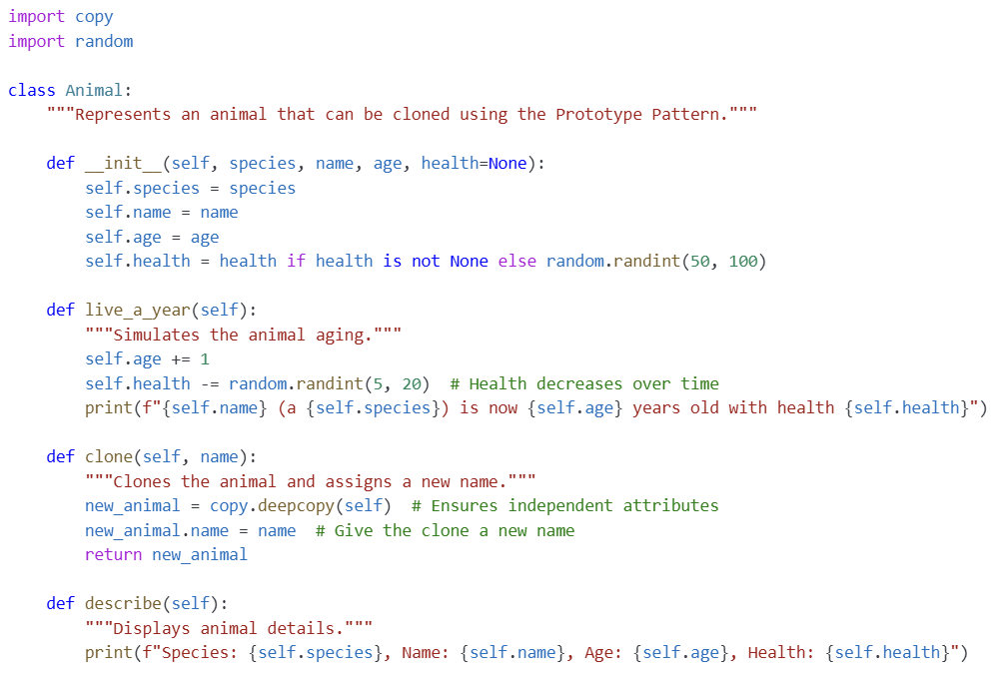 import copy
import random

class Animal:
    """Represents an animal that can be cloned using the Prototype Pattern."""

    def __init__(self, species, name, age, health=None):
        self.species = species
        self.name = name
        self.age = age
        self.health = health if health is not None else random.randint(50, 100)

    def live_a_year(self):
        """Simulates the animal aging."""
        self.age += 1
        self.health -= random.randint(5, 20)  # Health decreases over time
        print(f"{self.name} (a {self.species}) is now {self.age} years old with health {self.health}")

    def clone(self, name):
        """Clones the animal and assigns a new name."""
        new_animal = copy.deepcopy(self)  # Ensures independent attributes
        new_animal.name = name  # Give the clone a new name
        return new_animal

    def describe(self):
        """Displays animal details."""
        print(f"Species: {self.species}, Name: {self.name}, Age: {self.age}, Health: {self.health}")